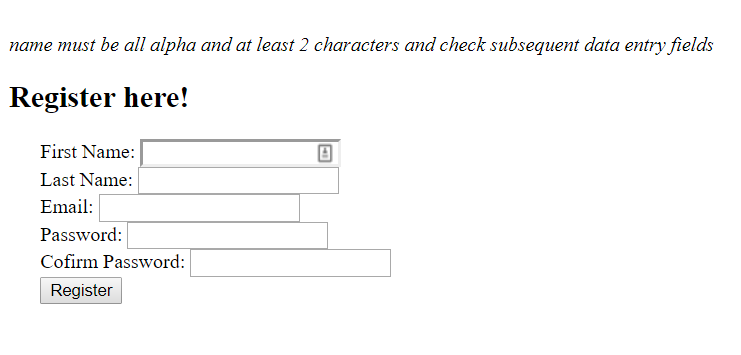 name must be all alpha and at least 2 characters and check subsequent data entry fields
Register here!
First Name:
Last Name:
Email:
Password:
Cofirm Password:
Register